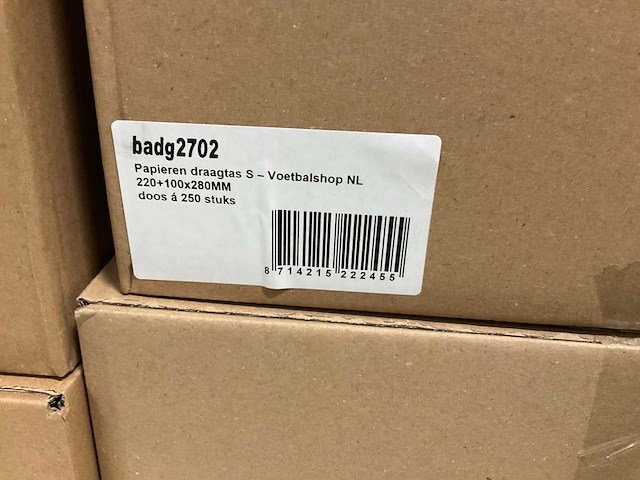 badg2702
Papieren draagtas S – Voetbalshop NL
220+100x280MM
doos á 250 stuks
8 714215 222455